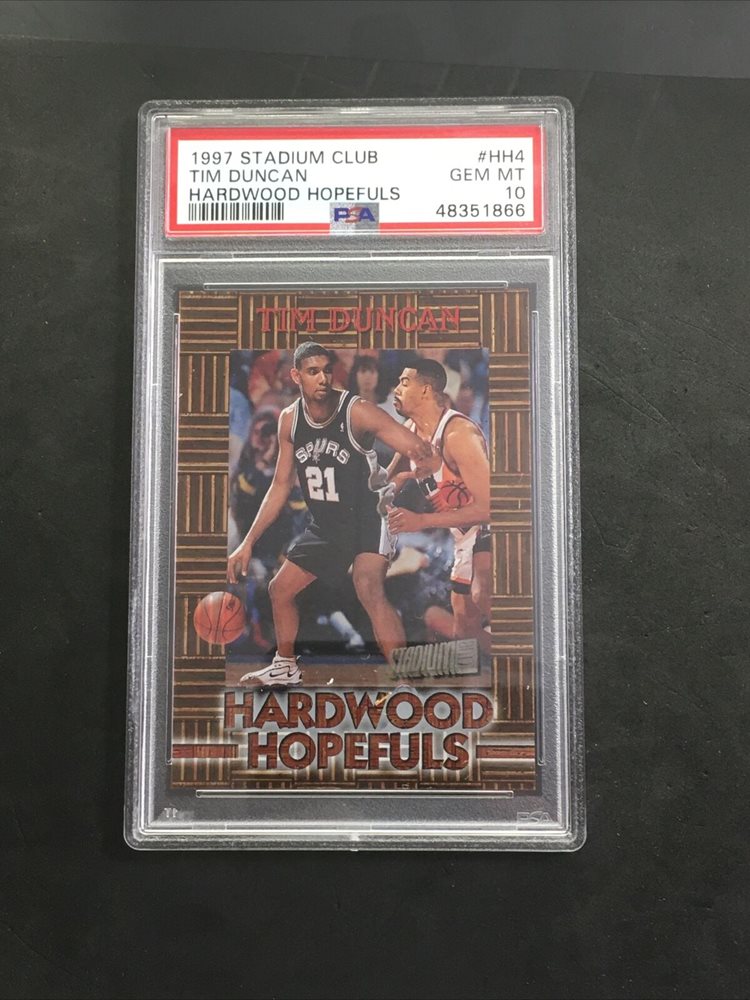 1997 STADIUM CLUB #HH4
TIM DUNCAN GEM MT
HARDWOOD HOPEFULS 10
PSA 48351866
TIM DUNCAN
SPURS
21
STADIUM
HARDWOOD
HOPEFULS
PSA